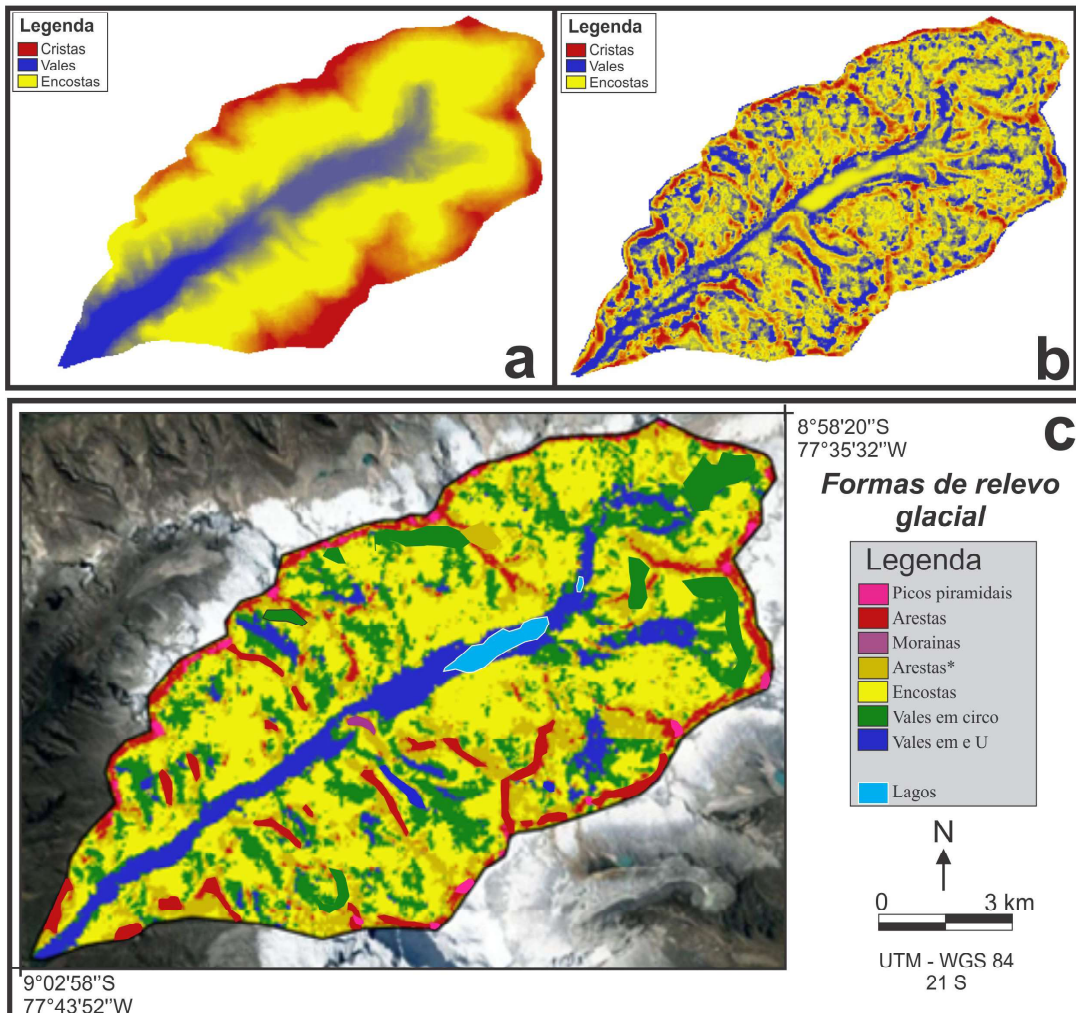 Legenda
Cristas
Vales
Encostas
a
Legenda
Cristas
Vales
Encostas
b
8°58'20''S
77°35'32''W
c
Formas de relevo
glacial
Legenda
Picos piramidais
Arestas
Morainas
Arestas*
Encostas
Vales em circo
Vales em e U
Lagos
N
0 3 km
UTM - WGS 84
21 S
9°02'58''S
77°43'52''W